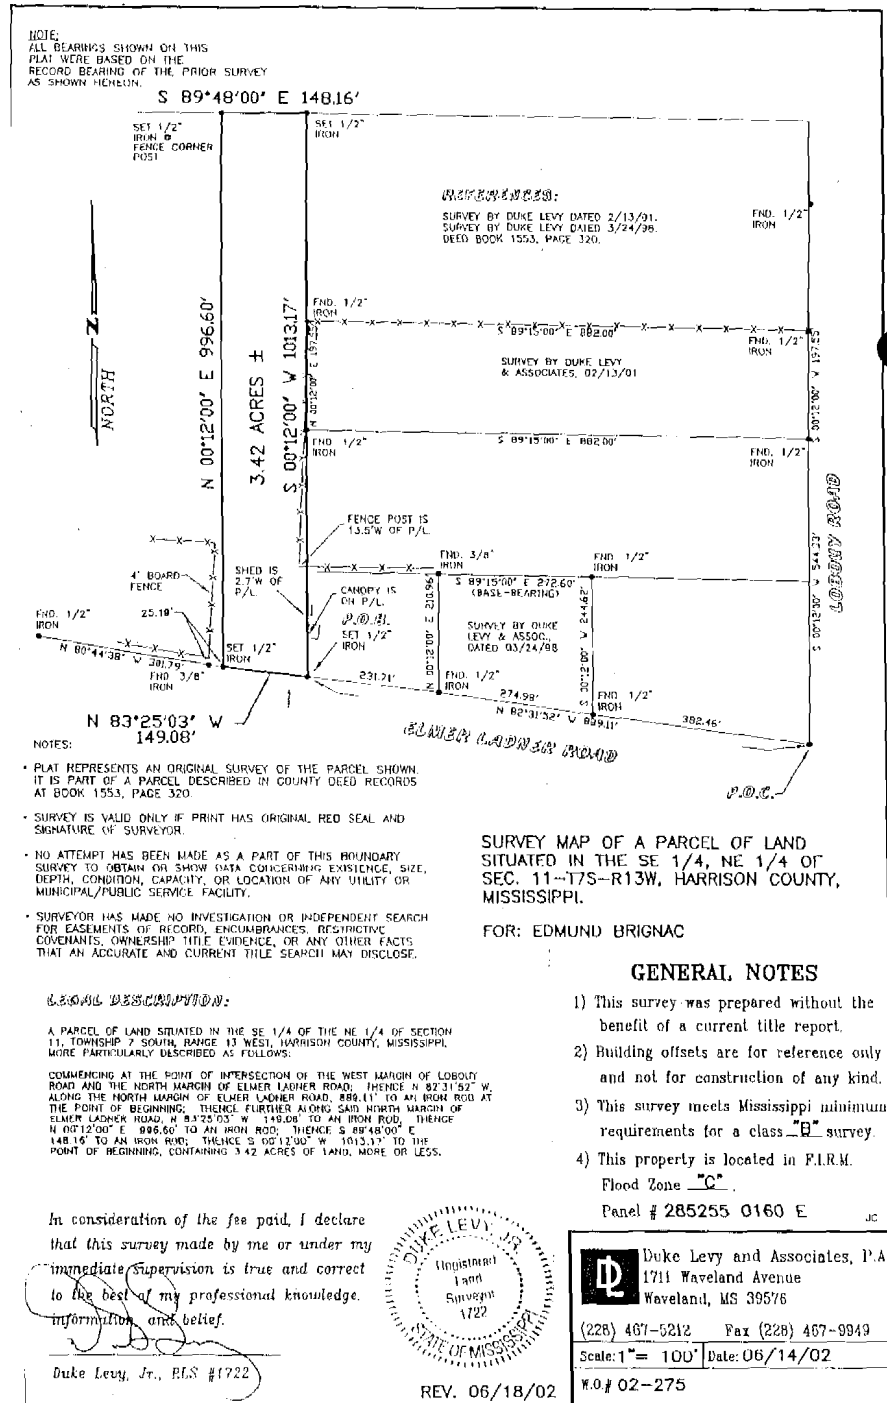 NOTE:
ALL BEARINGS SHOWN ON THIS
PLAT WERE BASED ON THE
RECORD BEARING OF THE PRIOR SURVEY
AS SHOWN HEREON.
S 89°48'00" E 148.16'
SET 1/2"
IRON @
FENCE CORNER
POST
SET 1/2"
IRON
REFERENCES:
SURVEY BY DUKE LEVY DATED 2/13/91.
SURVEY BY DUKE LEVY DATED 3/24/98.
DEED BOOK 1553, PAGE 320.
FND. 1/2"
IRON
N
NORTH
N 00°12'00" E 996.60'
3.42 ACRES ±
S 00°12'00" W 1013.17'
FND. 1/2"
IRON
N 00°12'00" E 197.55'
S 89°15'00" E 882.00'
FND. 1/2"
IRON
S 00°12'00" W 197.55'
SURVEY BY DUKE LEVY
& ASSOCIATES, 02/13/01
FND. 1/2"
IRON
S 89°15'00" E 882.00'
FND. 1/2"
IRON
LOBOUY ROAD
S 00°12'00" W 544.23'
FENCE POST IS
13.5'W OF P/L.
4' BOARD
FENCE
SHED IS
2.7'W OF
P/L.
CANOPY IS
ON P/L.
P.O.B.
SET 1/2"
IRON
FND. 3/8"
IRON
S 89°15'00" E 272.60'
(BASE-BEARING)
FND. 1/2"
IRON
N 00°12'00" E 210.96'
SURVEY BY DUKE
LEVY & ASSOC.,
DATED 03/24/98
S 00°12'00" W 244.62'
FND. 1/2"
IRON
25.19'
N 80°44'38" W 301.79'
FND 3/8"
IRON
SET 1/2"
IRON
231.71'
FND. 1/2"
IRON
274.98'
FND. 1/2"
IRON
N 82°31'52" W 889.11'
382.46'
N 83°25'03" W
149.08'
ELMER LADNER ROAD
P.O.C.
NOTES:
• PLAT REPRESENTS AN ORIGINAL SURVEY OF THE PARCEL SHOWN.
IT IS PART OF A PARCEL DESCRIBED IN COUNTY DEED RECORDS
AT BOOK 1553, PAGE 320.
• SURVEY IS VALID ONLY IF PRINT HAS ORIGINAL RED SEAL AND
SIGNATURE OF SURVEYOR.
• NO ATTEMPT HAS BEEN MADE AS A PART OF THIS BOUNDARY
SURVEY TO OBTAIN OR SHOW DATA CONCERNING EXISTENCE, SIZE,
DEPTH, CONDITION, CAPACITY, OR LOCATION OF ANY UTILITY OR
MUNICIPAL/PUBLIC SERVICE FACILITY.
• SURVEYOR HAS MADE NO INVESTIGATION OR INDEPENDENT SEARCH
FOR EASEMENTS OF RECORD, ENCUMBRANCES, RESTRICTIVE
COVENANTS, OWNERSHIP TITLE EVIDENCE, OR ANY OTHER FACTS
THAT AN ACCURATE AND CURRENT TITLE SEARCH MAY DISCLOSE.
SURVEY MAP OF A PARCEL OF LAND
SITUATED IN THE SE 1/4, NE 1/4 OF
SEC. 11-T7S-R13W, HARRISON COUNTY,
MISSISSIPPI.
FOR: EDMUND BRIGNAC
LEGAL DESCRIPTION:
A PARCEL OF LAND SITUATED IN THE SE 1/4 OF THE NE 1/4 OF SECTION
11, TOWNSHIP 7 SOUTH, RANGE 13 WEST, HARRISON COUNTY, MISSISSIPPI,
MORE PARTICULARLY DESCRIBED AS FOLLOWS:
COMMENCING AT THE POINT OF INTERSECTION OF THE WEST MARGIN OF LOBOUY
ROAD AND THE NORTH MARGIN OF ELMER LADNER ROAD; THENCE N 82°31'52" W,
ALONG THE NORTH MARGIN OF ELMER LADNER ROAD, 889.11' TO AN IRON ROD AT
THE POINT OF BEGINNING; THENCE FURTHER ALONG SAID NORTH MARGIN OF
ELMER LADNER ROAD, N 83°25'03" W 149.08' TO AN IRON ROD, THENCE
N 00°12'00" E 996.60' TO AN IRON ROD; THENCE S 89°48'00" E
148.16' TO AN IRON ROD; THENCE S 00°12'00" W 1013.17' TO THE
POINT OF BEGINNING, CONTAINING 3.42 ACRES OF LAND, MORE OR LESS.
GENERAL NOTES
1) This survey was prepared without the
benefit of a current title report.
2) Building offsets are for reference only
and not for construction of any kind.
3) This survey meets Mississippi minimum
requirements for a class "B" survey.
4) This property is located in F.I.R.M.
Flood Zone "C".
Panel # 285255 0160 E
JC
In consideration of the fee paid, I declare
that this survey made by me or under my
immediate supervision is true and correct
to the best of my professional knowledge,
information, and belief.
Duke Levy, Jr., RLS #1722
DUKE LEVY, JR.
Registered
Land
Surveyor
1722
STATE OF MISSISSIPPI
REV. 06/18/02
DL
Duke Levy and Associates, P.A
1711 Waveland Avenue
Waveland, MS 39576
(228) 467-5212 Fax (228) 467-9949
Scale: 1"= 100' Date: 06/14/02
W.O.# 02-275